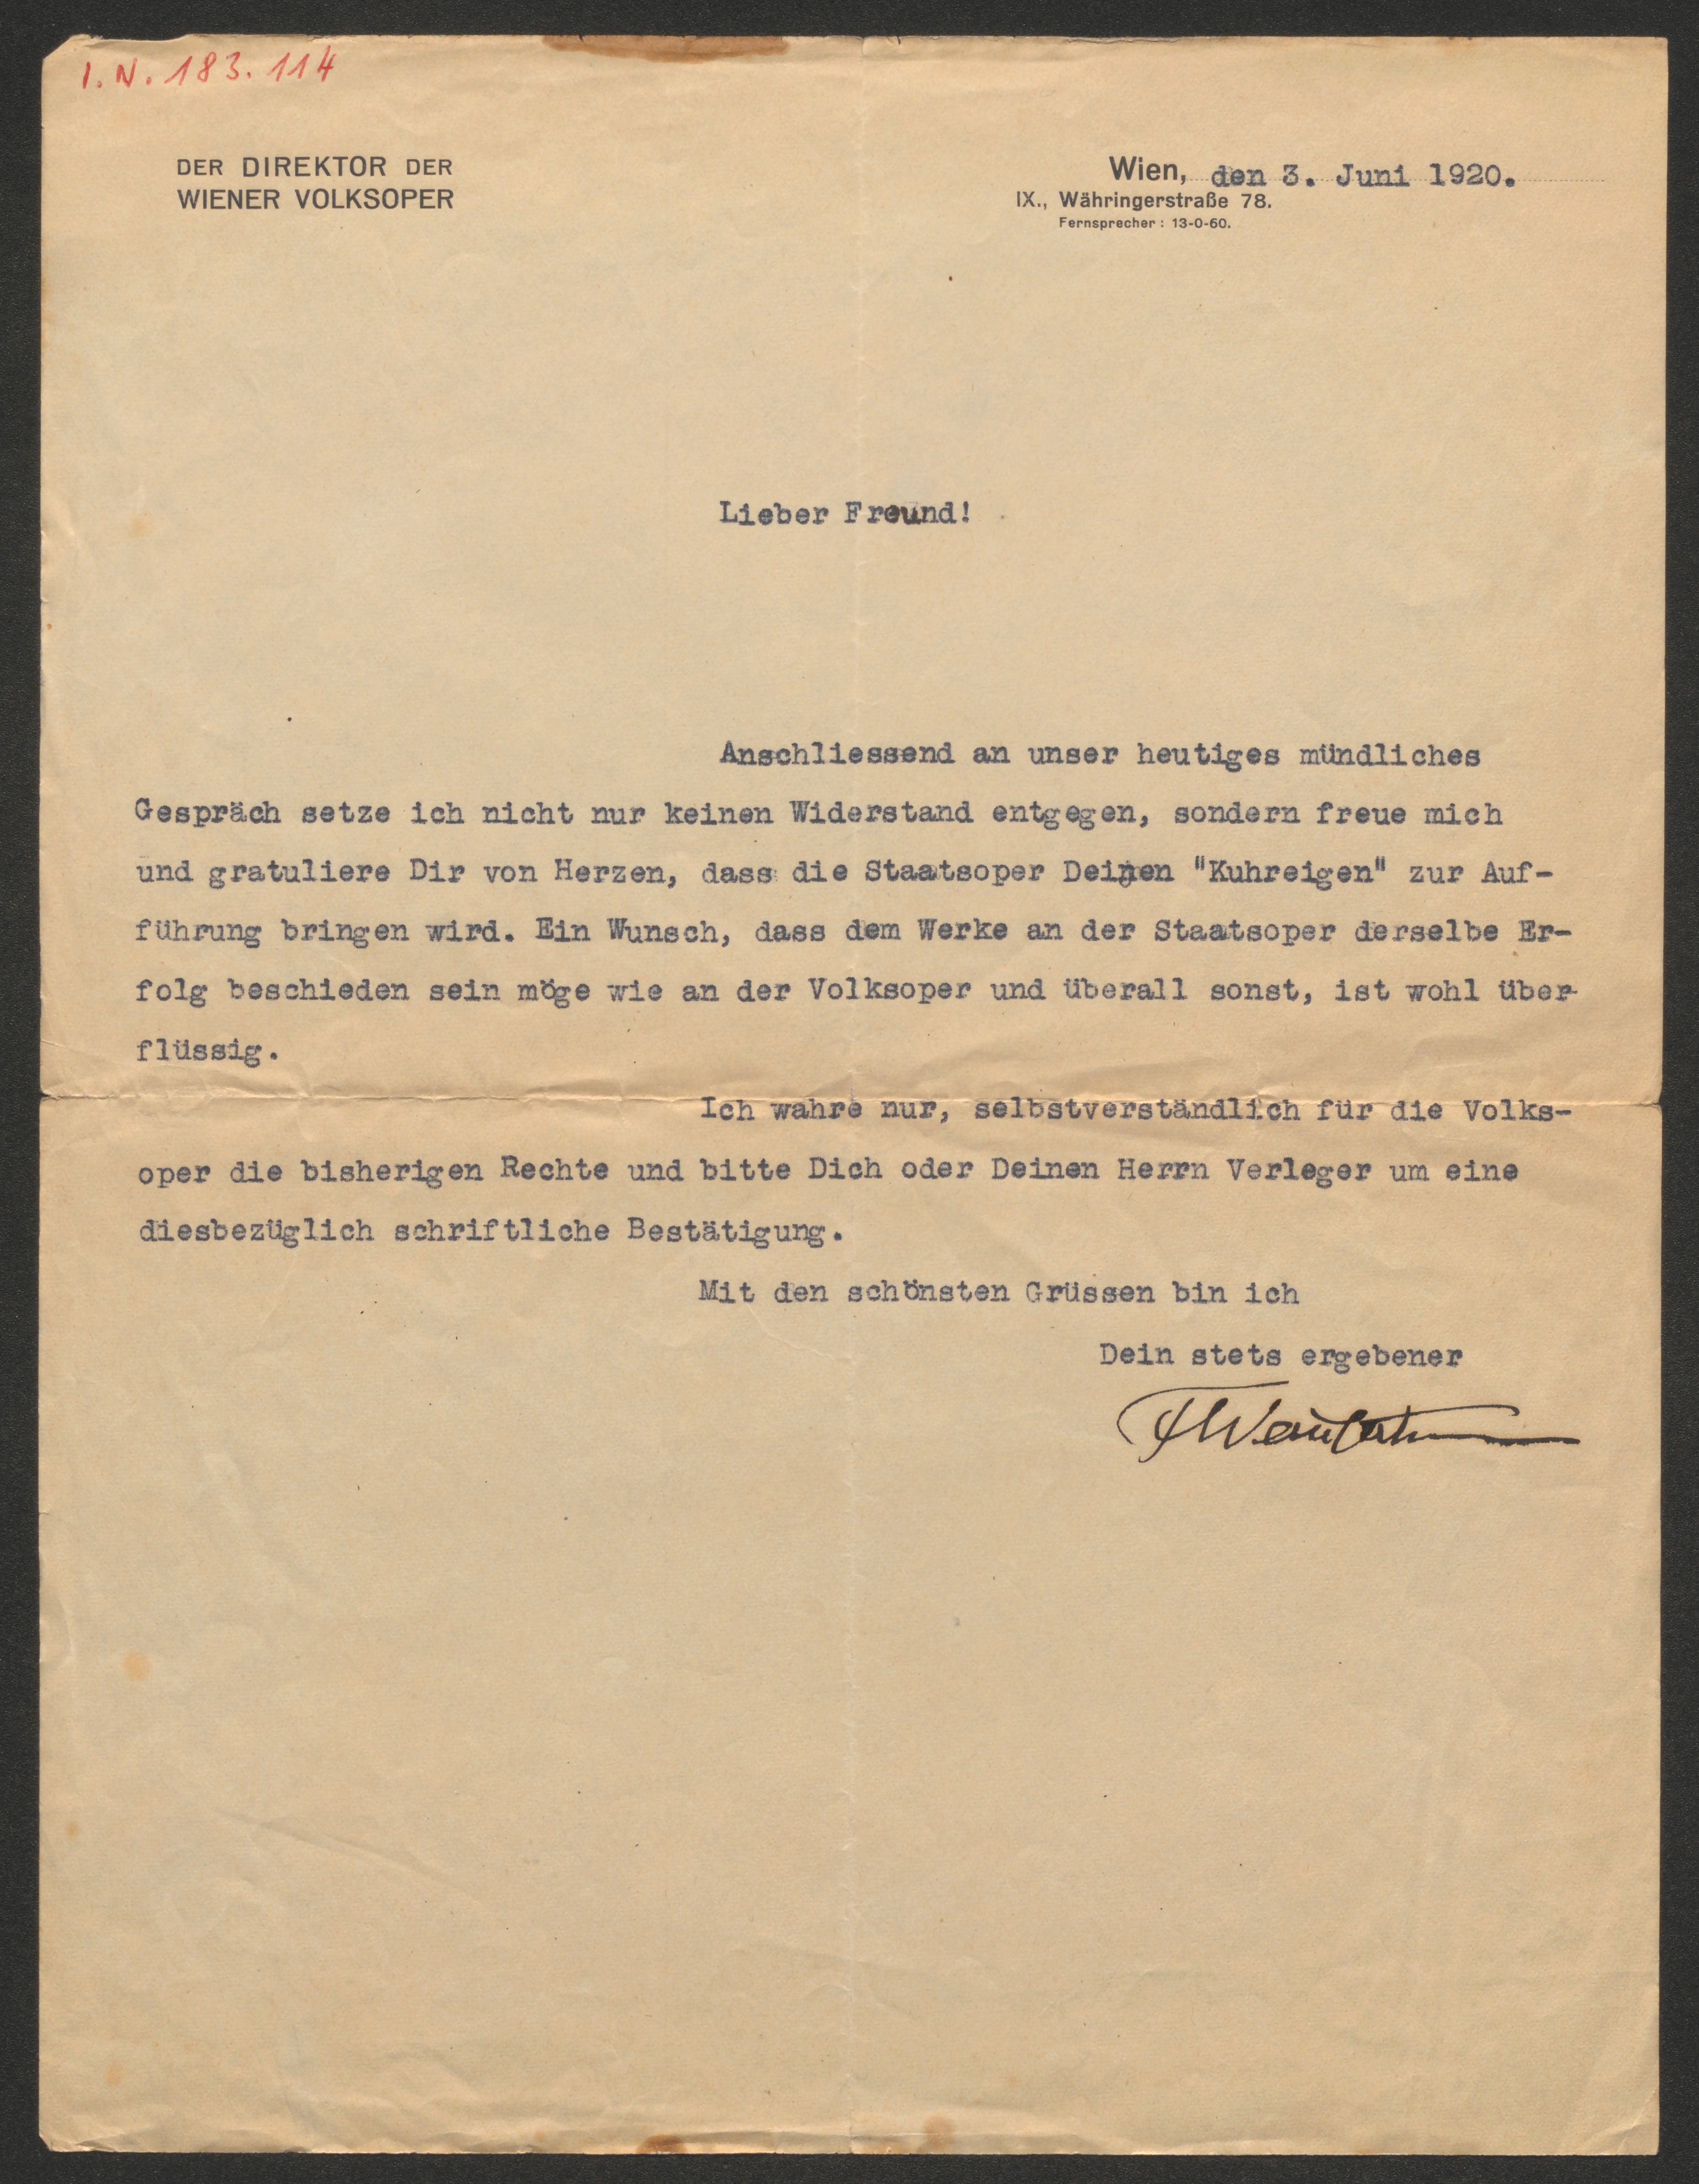 I. N. 183. 114
DER DIREKTOR DER
WIENER VOLKSOPER
Wien, den 3. Juni 1920.
IX., Währingerstraße 78.
Fernsprecher : 13-0-60.
Lieber Freund!
Anschliessend an unser heutiges mündliches
Gespräch setze ich nicht nur keinen Widerstand entgegen, sondern freue mich
und gratuliere Dir von Herzen, dass die Staatsoper Deinen "Kuhreigen" zur Auf-
führung bringen wird. Ein Wunsch, dass dem Werke an der Staatsoper derselbe Er-
folg beschieden sein möge wie an der Volksoper und überall sonst, ist wohl über-
flüssig.
Ich wahre nur, selbstverständlich für die Volks-
oper die bisherigen Rechte und bitte Dich oder Deinen Herrn Verleger um eine
diesbezüglich schriftliche Bestätigung.
Mit den schönsten Grüssen bin ich
Dein stets ergebener